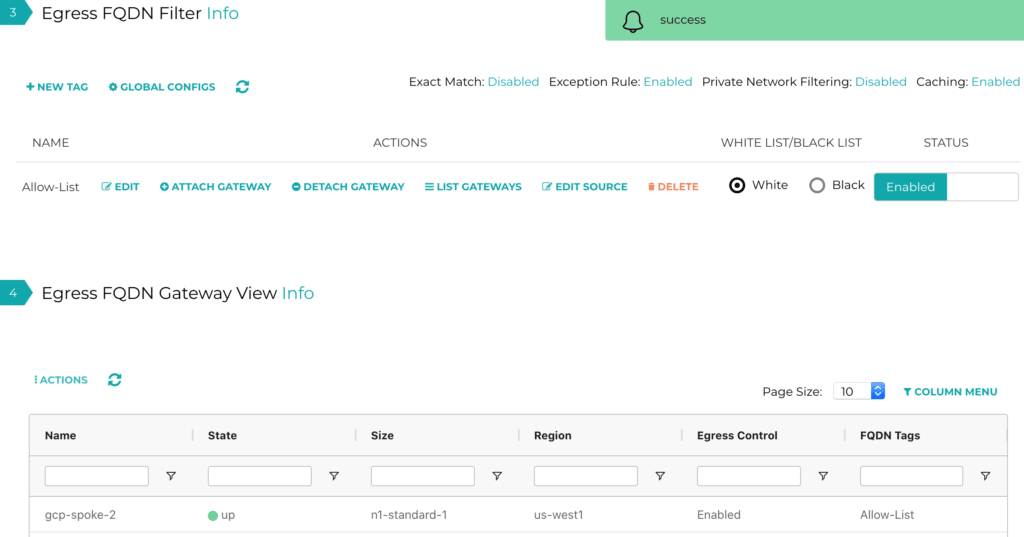 3 Egress FQDN Filter Info
success
+ NEW TAG GLOBAL CONFIGS
Exact Match: Disabled Exception Rule: Enabled Private Network Filtering: Disabled Caching: Enabled
NAME ACTIONS WHITE LIST/BLACK LIST STATUS
Allow-List EDIT ATTACH GATEWAY DETACH GATEWAY LIST GATEWAYS EDIT SOURCE DELETE White Black Enabled
4 Egress FQDN Gateway View Info
ACTIONS
Page Size: 10 COLUMN MENU
Name State Size Region Egress Control FQDN Tags
gcp-spoke-2 up n1-standard-1 us-west1 Enabled Allow-List